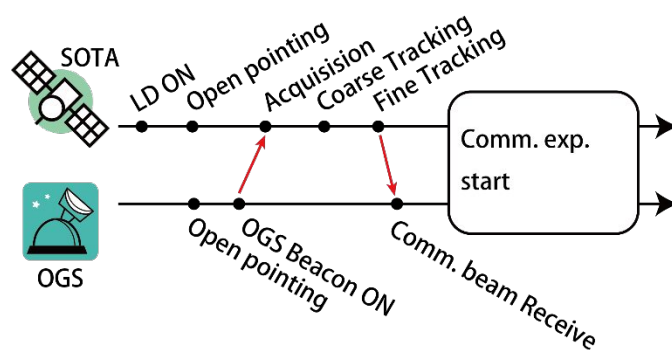 SOTA
LD ON
Open pointing
Acquisision
Coarse Tracking
Fine Tracking
Comm. exp.
start
OGS
Open pointing
OGS Beacon ON
Comm. beam Receive